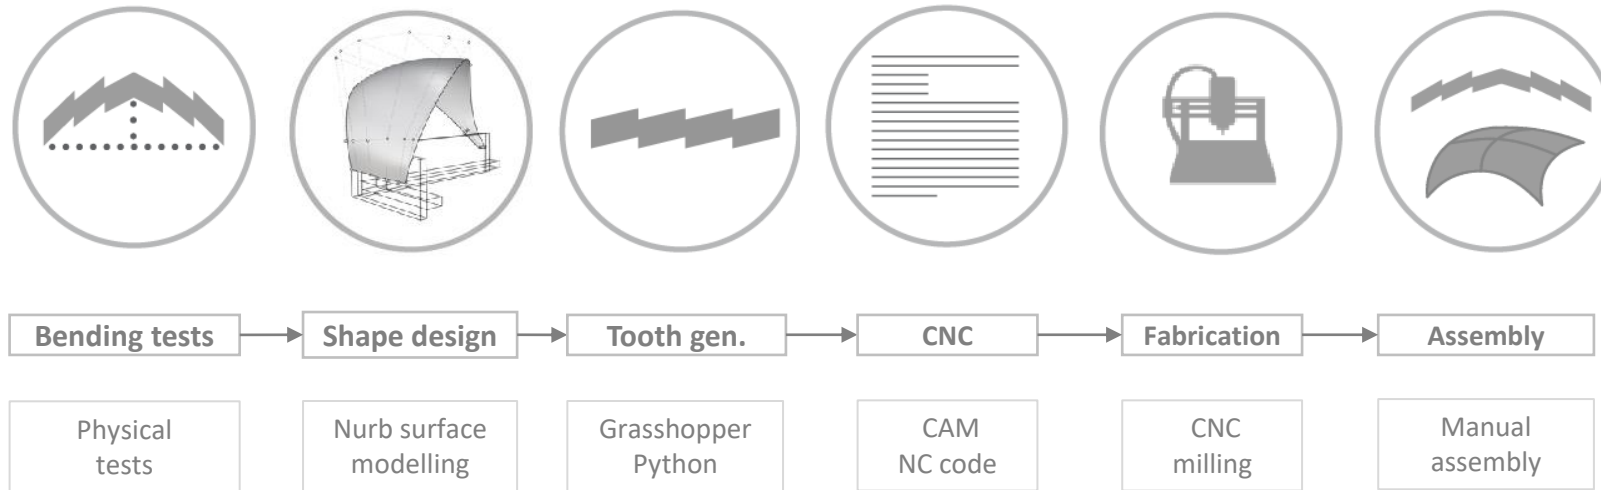 Bending tests
Shape design
Tooth gen.
CNC
Fabrication
Assembly
Physical
tests
Nurb surface
modelling
Grasshopper
Python
CAM
NC code
CNC
milling
Manual
assembly